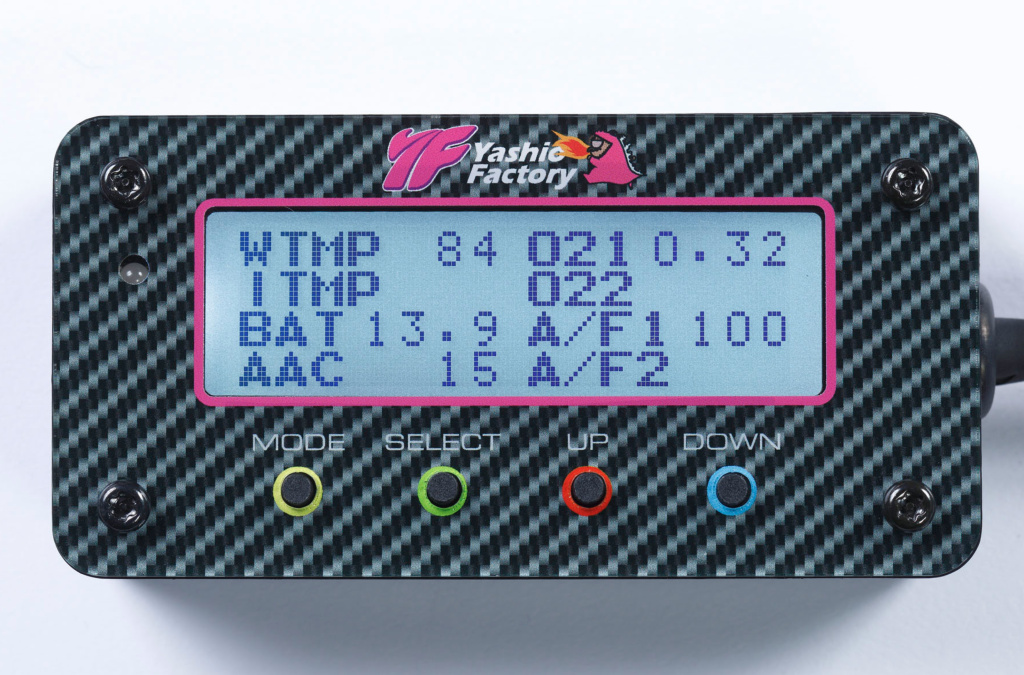 YF Yashio Factory
WTMP 84 O21 0.32
ITMP O22
BAT 13.9 A/F1 100
AAC 15 A/F2
MODE SELECT UP DOWN